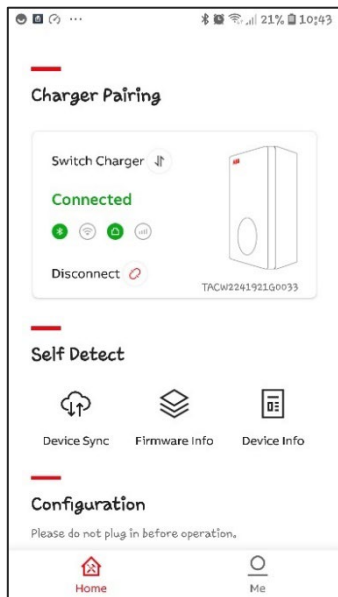 21% 10:43
Charger Pairing
Switch Charger
Connected
Disconnect
TACW2241921G0033
Self Detect
Device Sync Firmware Info Device Info
Configuration
Please do not plug in before operation.
Home Me